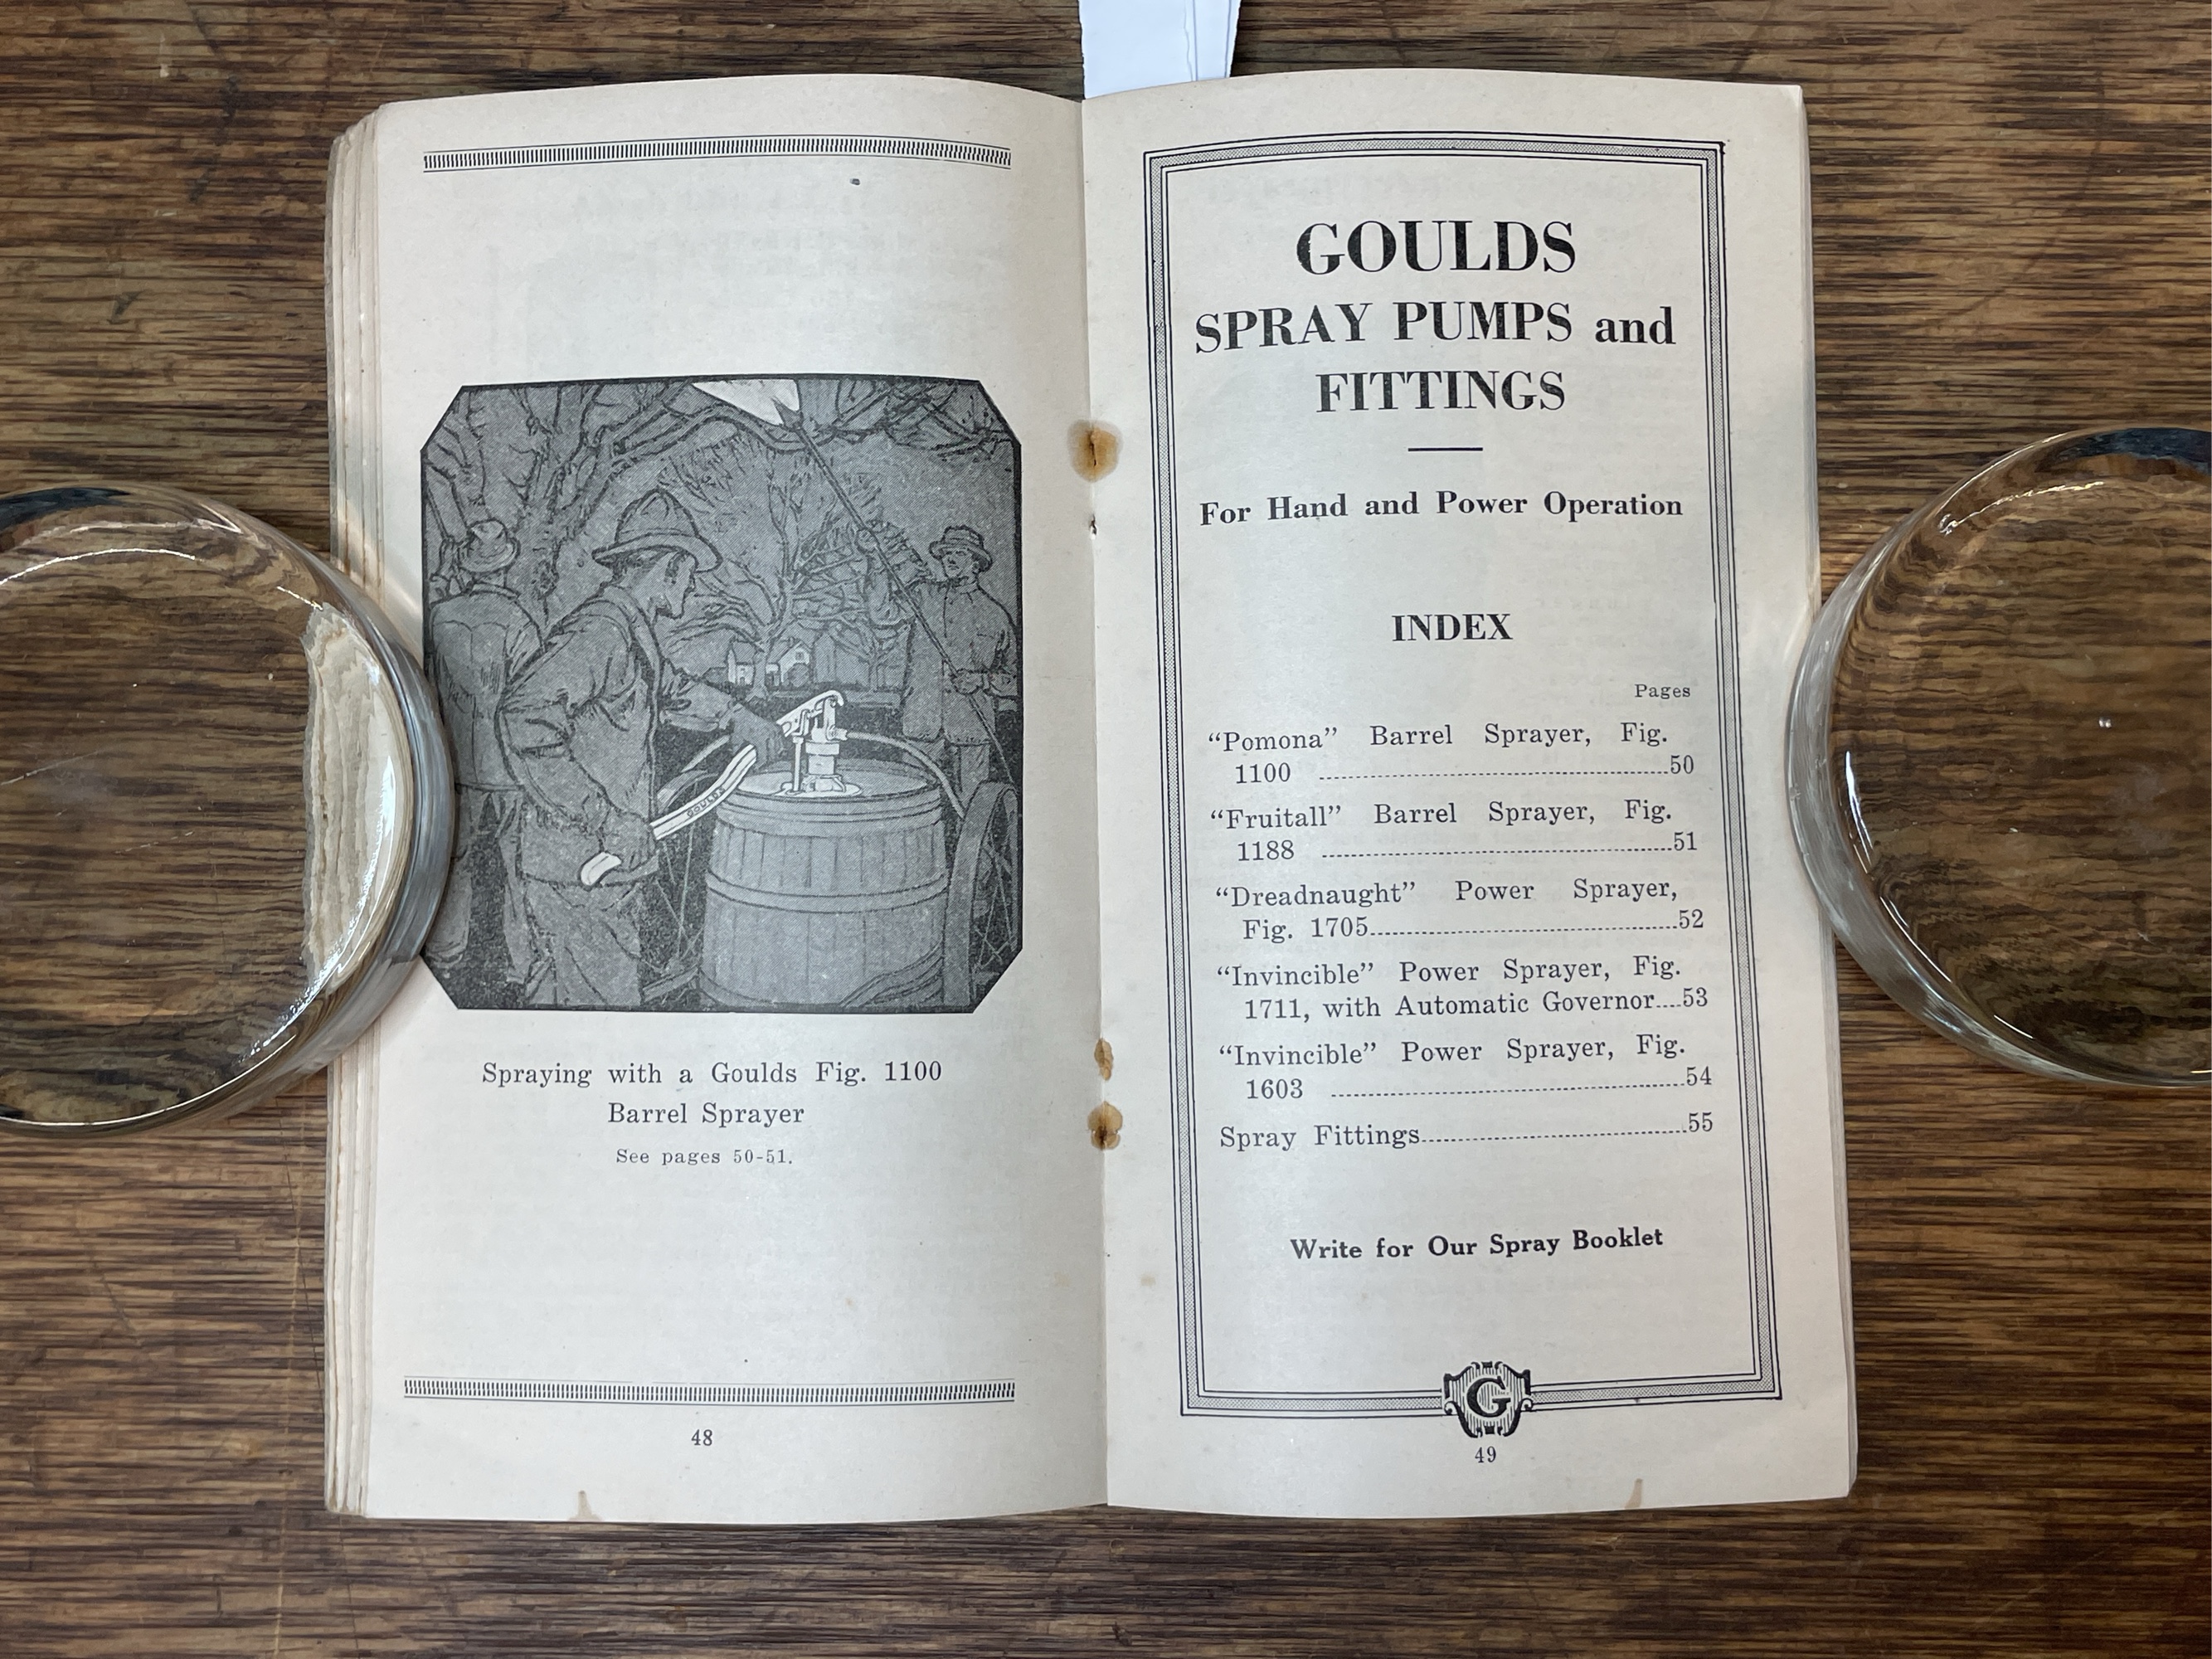 GOULDS
Spraying with a Goulds Fig. 1100
Barrel Sprayer
See pages 50-51.
48
GOULDS
SPRAY PUMPS and
FITTINGS
For Hand and Power Operation
INDEX
Pages
“Pomona” Barrel Sprayer, Fig.
1100 ........................50
“Fruitall” Barrel Sprayer, Fig.
1188 ........................51
“Dreadnaught” Power Sprayer,
Fig. 1705........................52
“Invincible” Power Sprayer, Fig.
1711, with Automatic Governor....53
“Invincible” Power Sprayer, Fig.
1603 ........................54
Spray Fittings........................55
Write for Our Spray Booklet
G
49